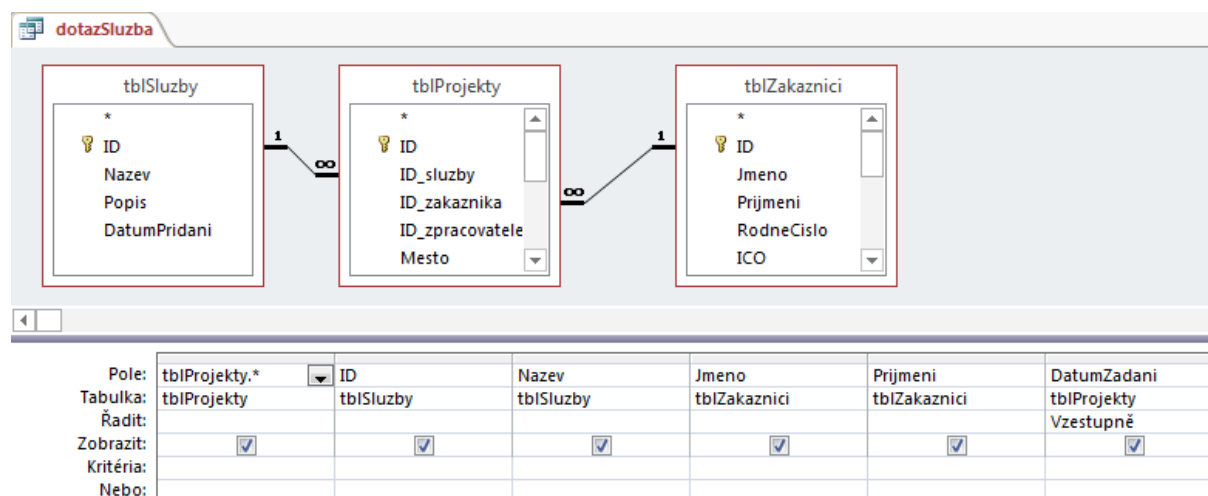 dotazSluzba
tblSluzby
*
ID
Nazev
Popis
DatumPridani
1
∞
tblProjekty
*
ID
ID_sluzby
ID_zakaznika
ID_zpracovatele
Mesto
∞
1
tblZakaznici
*
ID
Jmeno
Prijmeni
RodneCislo
ICO
Pole: tblProjekty.* ID Nazev Jmeno Prijmeni DatumZadani
Tabulka: tblProjekty tblSluzby tblSluzby tblZakaznici tblZakaznici tblProjekty
Řadit: Vzestupně
Zobrazit:
Kritéria:
Nebo: